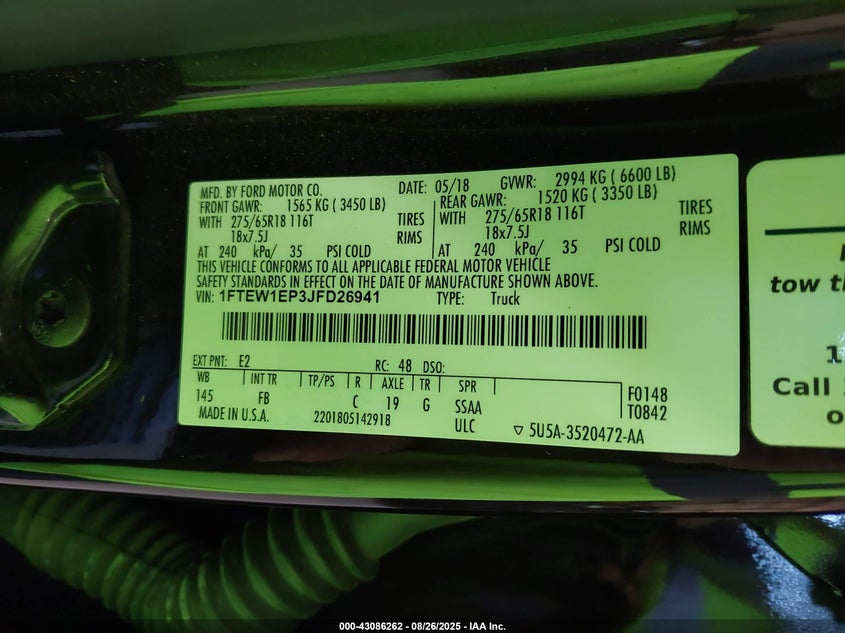 MFD. BY FORD MOTOR CO. DATE: 05/18 GVWR: 2994 KG ( 6600 LB)
FRONT GAWR: 1565 KG ( 3450 LB) REAR GAWR: 1520 KG ( 3350 LB)
WITH 275/65R18 116T TIRES WITH 275/65R18 116T TIRES
18x7.5J RIMS 18x7.5J RIMS
AT 240 kPa/ 35 PSI COLD AT 240 kPa/ 35 PSI COLD
THIS VEHICLE CONFORMS TO ALL APPLICABLE FEDERAL MOTOR VEHICLE
SAFETY STANDARDS IN EFFECT ON THE DATE OF MANUFACTURE SHOWN ABOVE.
VIN: 1FTEW1EP3JFD26941 TYPE: Truck
EXT PNT: E2 RC: 48 DSO:
WB INT TR TP/PS R AXLE TR SPR F0148
145 FB C 19 G SSAA T0842
MADE IN U.S.A. 2201805142918 ULC ▽ 5U5A-3520472-AA
tow th
1
Call
o
000-43086262 - 08/26/2025 - IAA Inc.